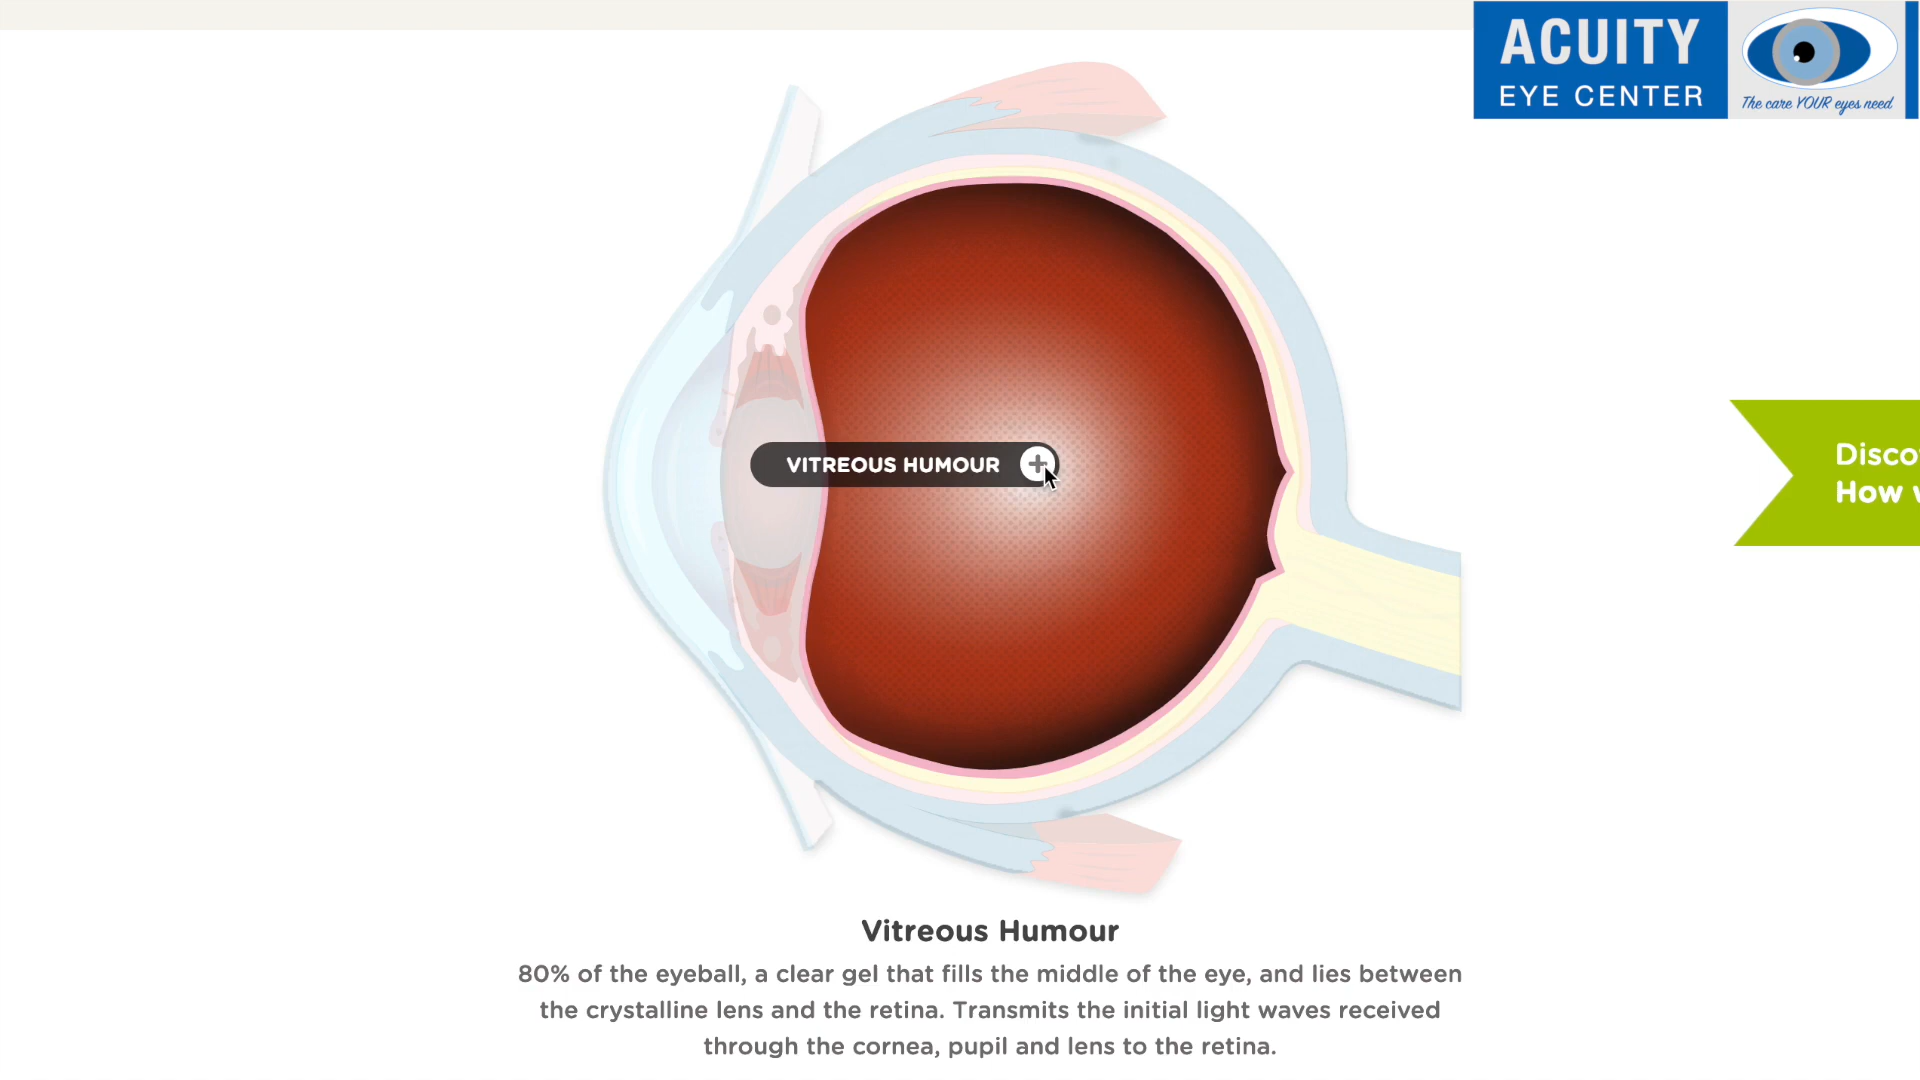 ACUITY
EYE CENTER
The care YOUR eyes need
VITREOUS HUMOUR
Disco
How
Vitreous Humour
80% of the eyeball, a clear gel that fills the middle of the eye, and lies between
the crystalline lens and the retina. Transmits the initial light waves received
through the cornea, pupil and lens to the retina.